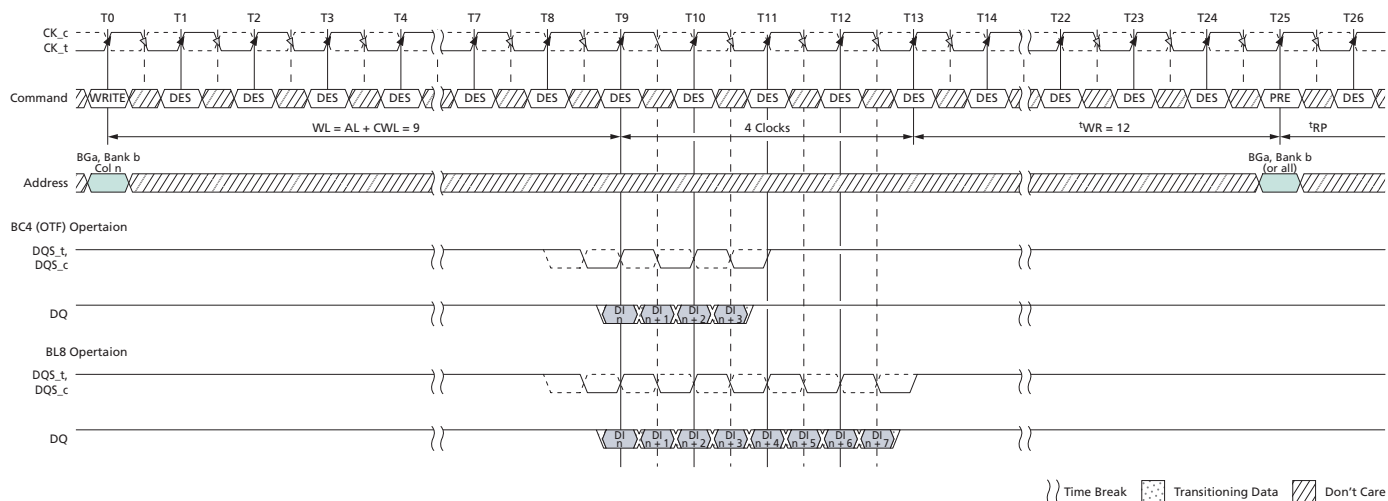 T0 T1 T2 T3 T4 T7 T8 T9 T10 T11 T12 T13 T14 T22 T23 T24 T25 T26
CK_c
CK_t
Command WRITE DES DES DES DES DES DES DES DES DES DES DES DES DES DES DES PRE DES
WL = AL + CWL = 9 4 Clocks tWR = 12 tRP
BGa, Bank b
Col n
BGa, Bank b
(or all)
Address
BC4 (OTF) Opertaion
DQS_t,
DQS_c
DQ
DI n DI n + 1 DI n + 2 DI n + 3
BL8 Opertaion
DQS_t,
DQS_c
DQ
DI n DI n + 1 DI n + 2 DI n + 3 DI n + 4 DI n + 5 DI n + 6 DI n + 7
Time Break Transitioning Data Don't Care